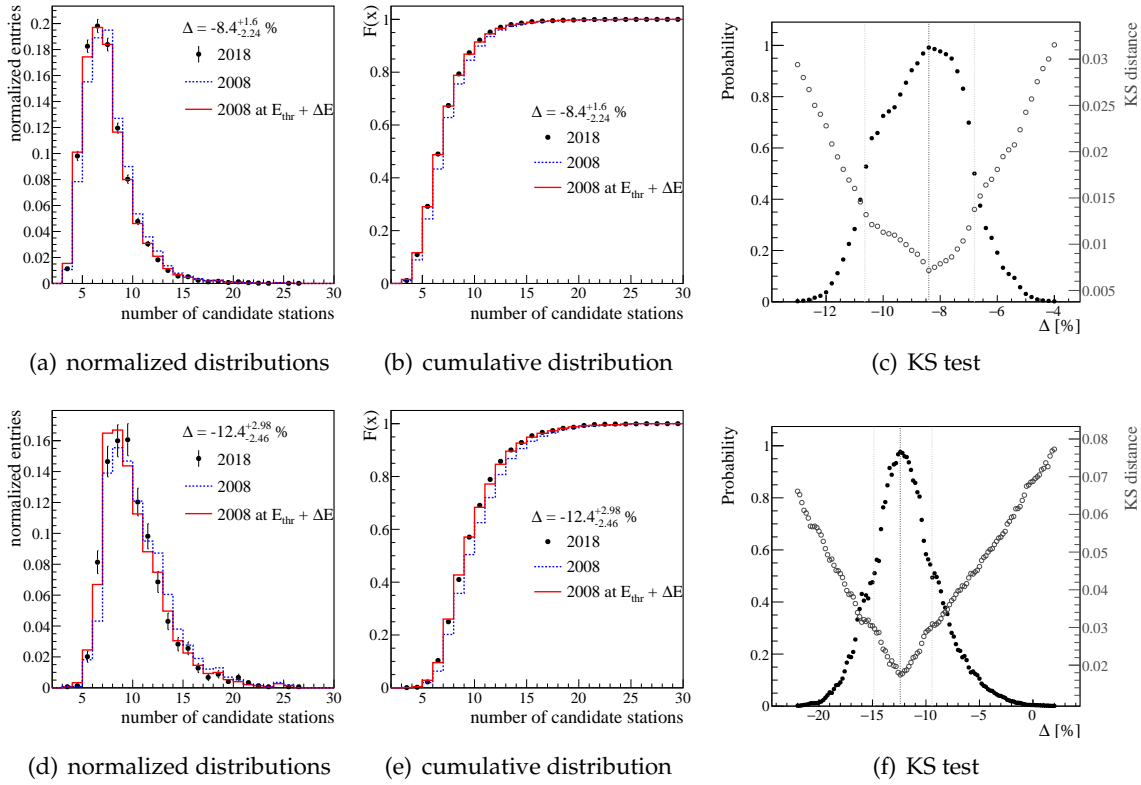 normalized entries
0.2
0.18
0.16
0.14
0.12
0.1
0.08
0.06
0.04
0.02
0
Δ = -8.4 +1.6 -2.24 %
2018
2008
2008 at E_thr + ΔE
5 10 15 20 25 30
number of candidate stations
(a) normalized distributions
F(x)
1
0.8
0.6
0.4
0.2
0
Δ = -8.4 +1.6 -2.24 %
2018
2008
2008 at E_thr + ΔE
5 10 15 20 25 30
number of candidate stations
(b) cumulative distribution
Probability
1
0.8
0.6
0.4
0.2
0
KS distance
0.03
0.025
0.02
0.015
0.01
0.005
−12 −10 −8 −6 −4
Δ [%]
(c) KS test
normalized entries
0.16
0.14
0.12
0.1
0.08
0.06
0.04
0.02
0
Δ = -12.4 +2.98 -2.46 %
2018
2008
2008 at E_thr + ΔE
5 10 15 20 25 30
number of candidate stations
(d) normalized distributions
F(x)
1
0.8
0.6
0.4
0.2
0
Δ = -12.4 +2.98 -2.46 %
2018
2008
2008 at E_thr + ΔE
5 10 15 20 25 30
number of candidate stations
(e) cumulative distribution
Probability
1
0.8
0.6
0.4
0.2
0
KS distance
0.08
0.07
0.06
0.05
0.04
0.03
0.02
−20 −15 −10 −5 0
Δ [%]
(f) KS test